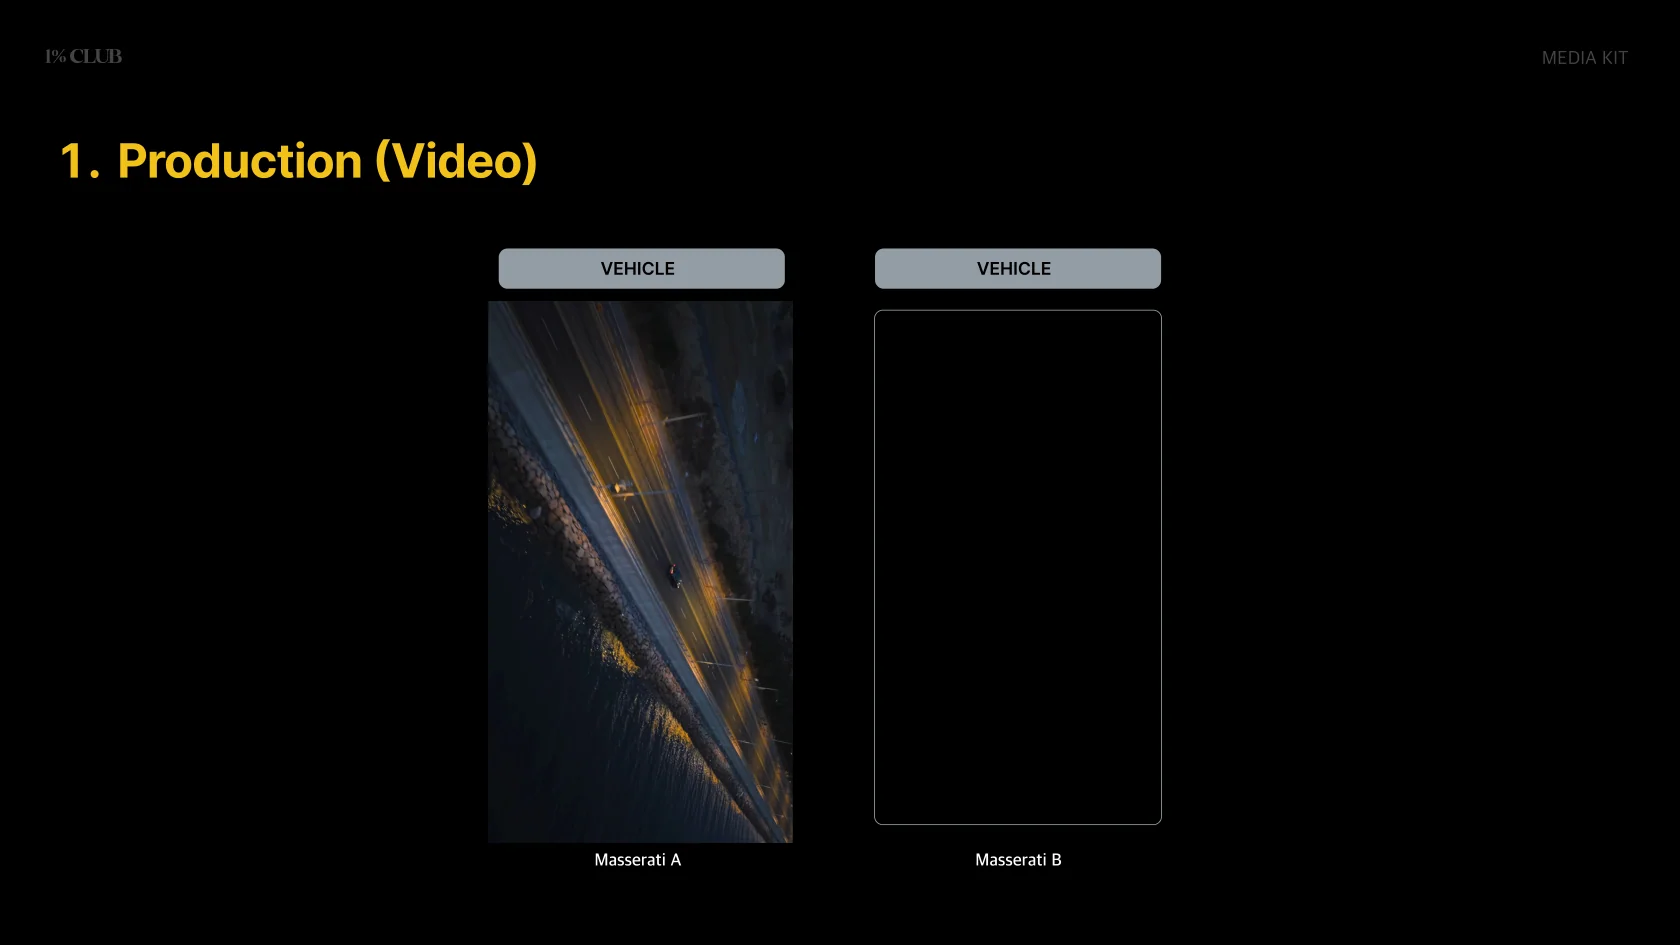 1% CLUB
MEDIA KIT
1. Production (Video)
VEHICLE
VEHICLE
Masserati A
Masserati B